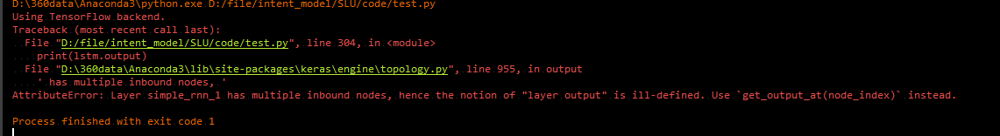 D:\360data\Anaconda3\python.exe D:/file/intent_model/SLU/code/test.py
Using TensorFlow backend.
Traceback (most recent call last):
File "D:/file/intent_model/SLU/code/test.py", line 304, in <module>
print(lstm.output)
File "D:\360data\Anaconda3\lib\site-packages\keras\engine\topology.py", line 955, in output
' has multiple inbound nodes, '
AttributeError: Layer simple_rnn_1 has multiple inbound nodes, hence the notion of "layer output" is ill-defined. Use `get_output_at(node_index)` instead.
Process finished with exit code 1